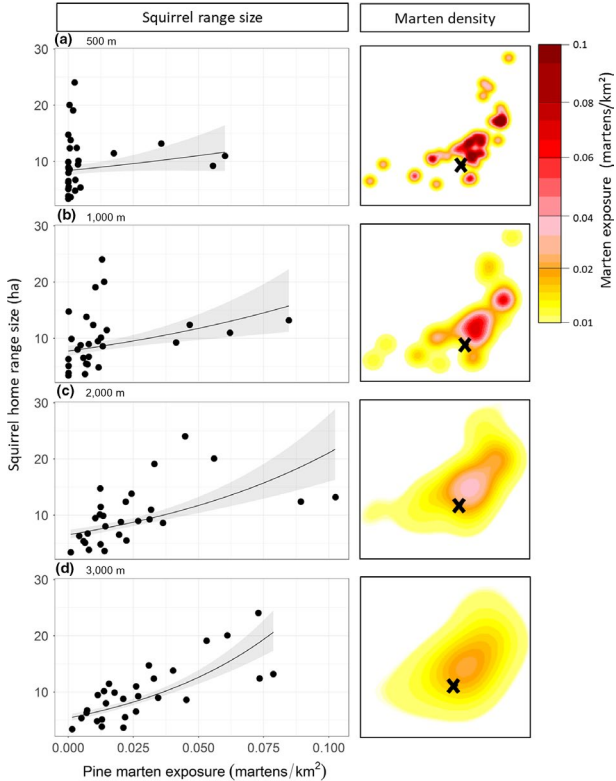 Squirrel range size
Marten density
(a)
500 m
30
20
10
(b)
1,000 m
30
20
10
(c)
2,000 m
30
20
10
(d)
3,000 m
30
20
10
0.000
0.025
0.050
0.075
0.100
Squirrel home range size (ha)
Pine marten exposure (martens/km²)
0.1
0.08
0.06
0.04
0.02
0.01
Marten exposure (martens/km²)